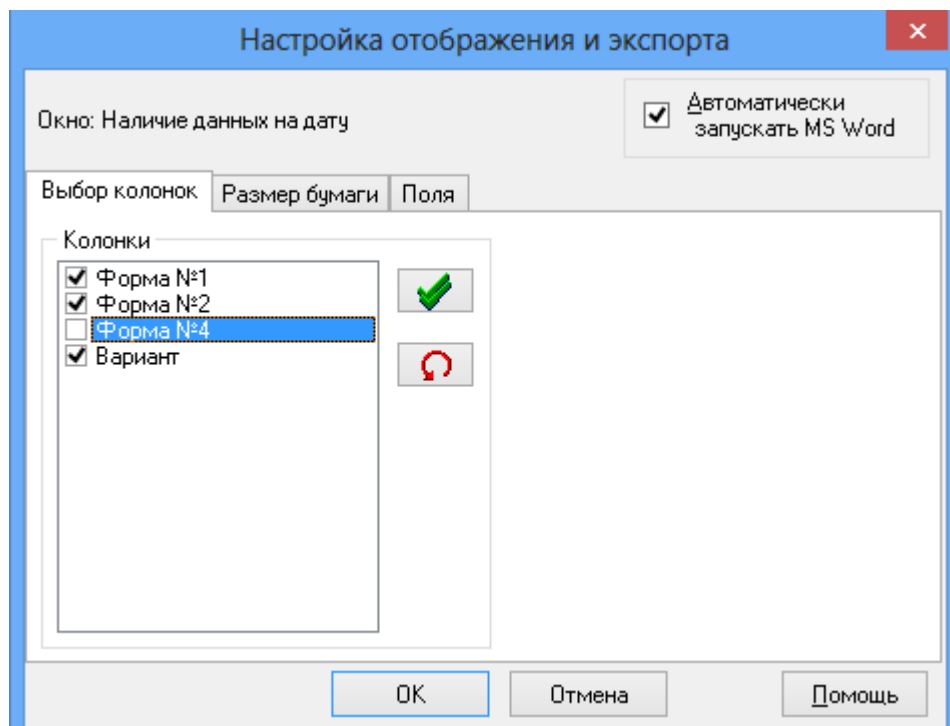 Настройка отображения и экспорта
Окно: Наличие данных на дату
Автоматически
запускать MS Word
Выбор колонок
Размер бумаги
Поля
Колонки
Форма №1
Форма №2
Форма №4
Вариант
OK
Отмена
Помощь